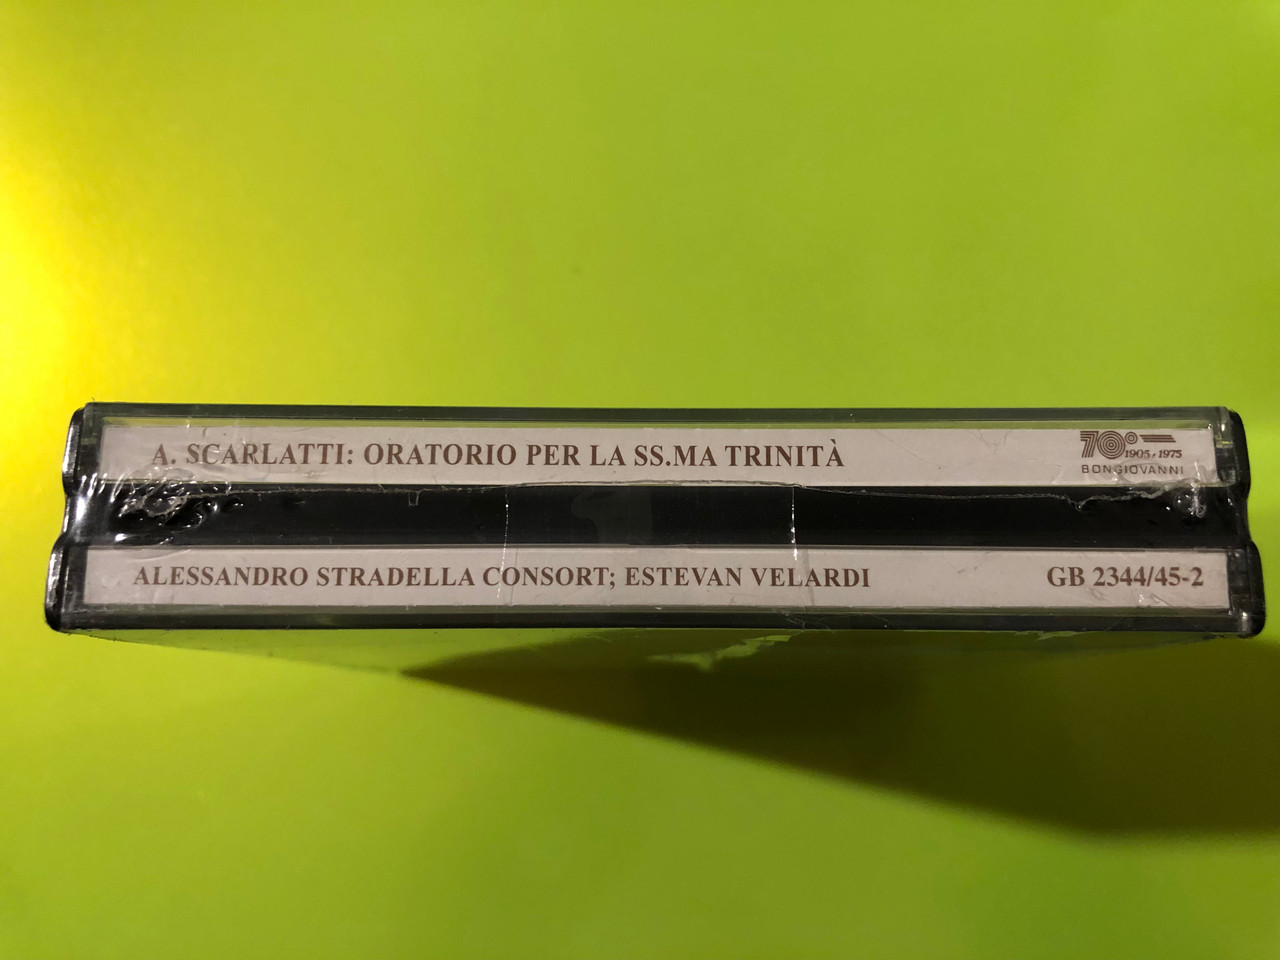 A. SCARLATTI: ORATORIO PER LA SS.MA TRINITÀ
70° 1905-1975
BONGIOVANNI
ALESSANDRO STRADELLA CONSORT; ESTEVAN VELARDI GB 2344/45-2